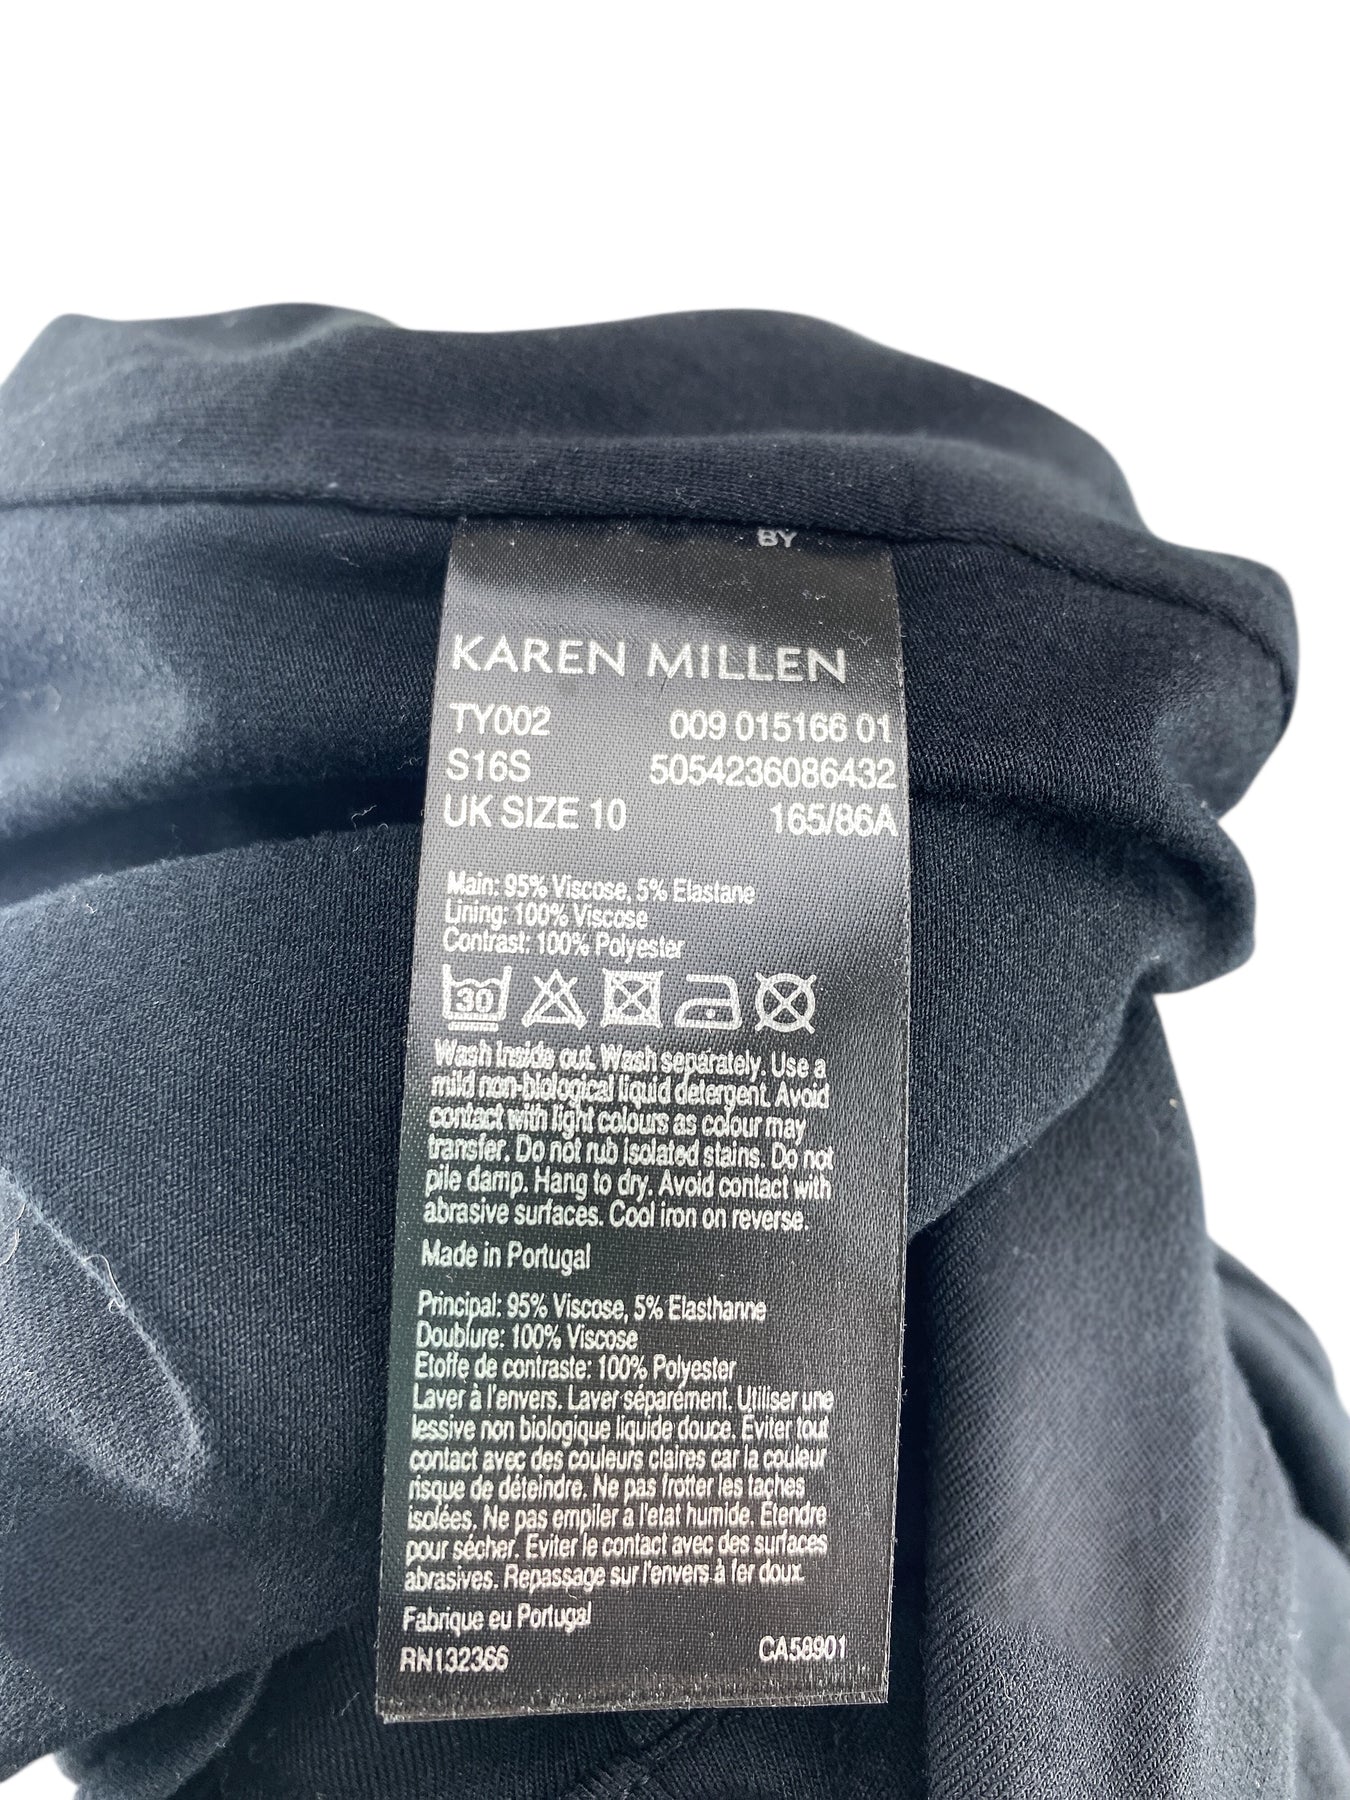 BY
KAREN MILLEN
TY002 009 015166 01
S16S 5054236086432
UK SIZE 10 165/86A
Main: 95% Viscose, 5% Elastane
Lining: 100% Viscose
Contrast: 100% Polyester
30
Wash inside out. Wash separately. Use a
mild non-biological liquid detergent. Avoid
contact with light colours as colour may
transfer. Do not rub isolated stains. Do not
pile damp. Hang to dry. Avoid contact with
abrasive surfaces. Cool iron on reverse.
Made in Portugal
Principal: 95% Viscose, 5% Elasthanne
Doublure: 100% Viscose
Etoffe de contraste: 100% Polyester
Laver à l'envers. Laver séparément. Utiliser une
lessive non biologique liquide douce. Éviter tout
contact avec des couleurs claires car la couleur
risque de déteindre. Ne pas frotter les taches
isolées. Ne pas empiler à l'etat humide. Etendre
pour sécher. Eviter le contact avec des surfaces
abrasives. Repassage sur l'envers à fer doux.
Fabrique eu Portugal
RN132366 CA58901